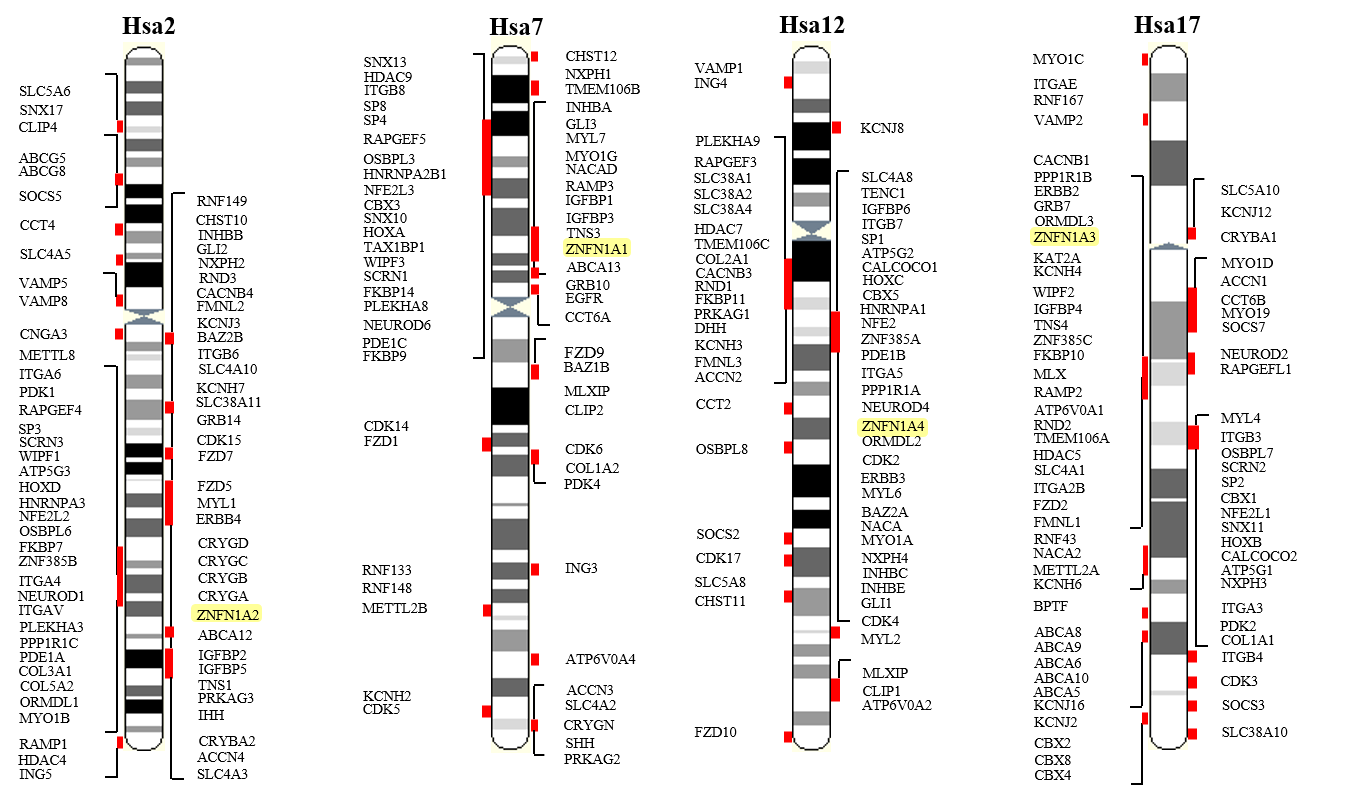 Hsa2
SLC5A6
SNX17
CLIP4
ABCG5
ABCG8
SOCS5
CCT4
SLC4A5
VAMP5
VAMP8
CNGA3
METTL8
ITGA6
PDK1
RAPGEF4
SP3
SCRN3
WIPF1
ATP5G3
HOXD
HNRNPA3
NFE2L2
OSBPL6
FKBP7
ZNF385B
ITGA4
NEUROD1
ITGAV
PLEKHA3
PPP1R1C
PDE1A
COL3A1
COL5A2
ORMDL1
MYO1B
RAMP1
HDAC4
ING5
RNF149
CHST10
INHBB
GLI2
NXPH2
RND3
CACNB4
FMNL2
KCNJ3
BAZ2B
ITGB6
SLC4A10
KCNH7
SLC38A11
GRB14
CDK15
FZD7
FZD5
MYL1
ERBB4
CRYGD
CRYGC
CRYGB
CRYGA
ZNFN1A2
ABCA12
IGFBP2
IGFBP5
TNS1
PRKAG3
IHH
CRYBA2
ACCN4
SLC4A3
Hsa7
SNX13
HDAC9
ITGB8
SP8
SP4
RAPGEF5
OSBPL3
HNRNPA2B1
NFE2L3
CBX3
SNX10
HOXA
TAX1BP1
WIPF3
SCRN1
FKBP14
PLEKHA8
NEUROD6
PDE1C
FKBP9
CDK14
FZD1
RNF133
RNF148
METTL2B
KCNH2
CDK5
CHST12
NXPH1
TMEM106B
INHBA
GLI3
MYL7
MYO1G
NACAD
RAMP3
IGFBP1
IGFBP3
TNS3
ZNFN1A1
ABCA13
GRB10
EGFR
CCT6A
FZD9
BAZ1B
MLXIP
CLIP2
CDK6
COL1A2
PDK4
ING3
ATP6V0A4
ACCN3
SLC4A2
CRYGN
SHH
PRKAG2
Hsa12
VAMP1
ING4
PLEKHA9
RAPGEF3
SLC38A1
SLC38A2
SLC38A4
HDAC7
TMEM106C
COL2A1
CACNB3
RND1
FKBP11
PRKAG1
DHH
KCNH3
FMNL3
ACCN2
CCT2
OSBPL8
SOCS2
CDK17
SLC5A8
CHST11
FZD10
KCNJ8
SLC4A8
TENC1
IGFBP6
ITGB7
SP1
ATP5G2
CALCOCO1
HOXC
CBX5
HNRNPA1
NFE2
ZNF385A
PDE1B
ITGA5
PPP1R1A
NEUROD4
ZNFN1A4
ORMDL2
CDK2
ERBB3
MYL6
BAZ2A
NACA
MYO1A
NXPH4
INHBC
INHBE
GLI1
CDK4
MYL2
MLXIP
CLIP1
ATP6V0A2
Hsa17
MYO1C
ITGAE
RNF167
VAMP2
CACNB1
PPP1R1B
ERBB2
GRB7
ORMDL3
ZNFN1A3
KAT2A
KCNH4
WIPF2
IGFBP4
TNS4
ZNF385C
FKBP10
MLX
RAMP2
ATP6V0A1
RND2
TMEM106A
HDAC5
SLC4A1
ITGA2B
FZD2
FMNL1
RNF43
NACA2
METTL2A
KCNH6
BPTF
ABCA8
ABCA9
ABCA6
ABCA10
ABCA5
KCNJ16
KCNJ2
CBX2
CBX8
CBX4
SLC5A10
KCNJ12
CRYBA1
MYO1D
ACCN1
CCT6B
MYO19
SOCS7
NEUROD2
RAPGEFL1
MYL4
ITGB3
OSBPL7
SCRN2
SP2
CBX1
NFE2L1
SNX11
HOXB
CALCOCO2
ATP5G1
NXPH3
ITGA3
PDK2
COL1A1
ITGB4
CDK3
SOCS3
SLC38A10